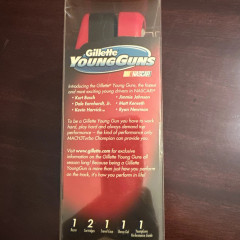 Gillette
YOUNG GUNS
NASCAR
Introducing the Gillette Young Guns, the fastest
and most exciting young drivers in NASCAR:
• Kurt Busch • Jimmie Johnson
• Dale Earnhardt, Jr. • Matt Kenseth
• Kevin Harvick • Ryan Newman
To be a Gillette Young Gun you have to work
hard, play hard and always demand top
performance – the kind of performance only
MACH3Turbo Champion can provide you.
Visit www.gillette.com for exclusive
information on the Gillette Young Guns all
season long! Because being a Gillette
YoungGun is more than just how you perform
on the track, it's how you perform in life!
1 2 1 1 1
Razor Cartridges